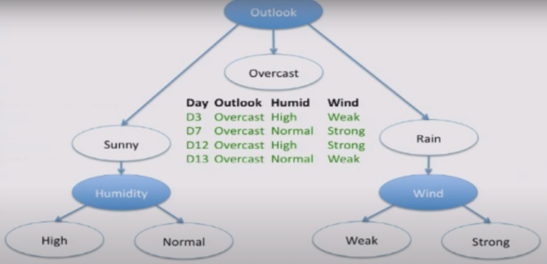 Outlook
Overcast
Day Outlook Humid Wind
D3 Overcast High Weak
D7 Overcast Normal Strong
D12 Overcast High Strong
D13 Overcast Normal Weak
Sunny
Rain
Humidity
Wind
High
Normal
Weak
Strong